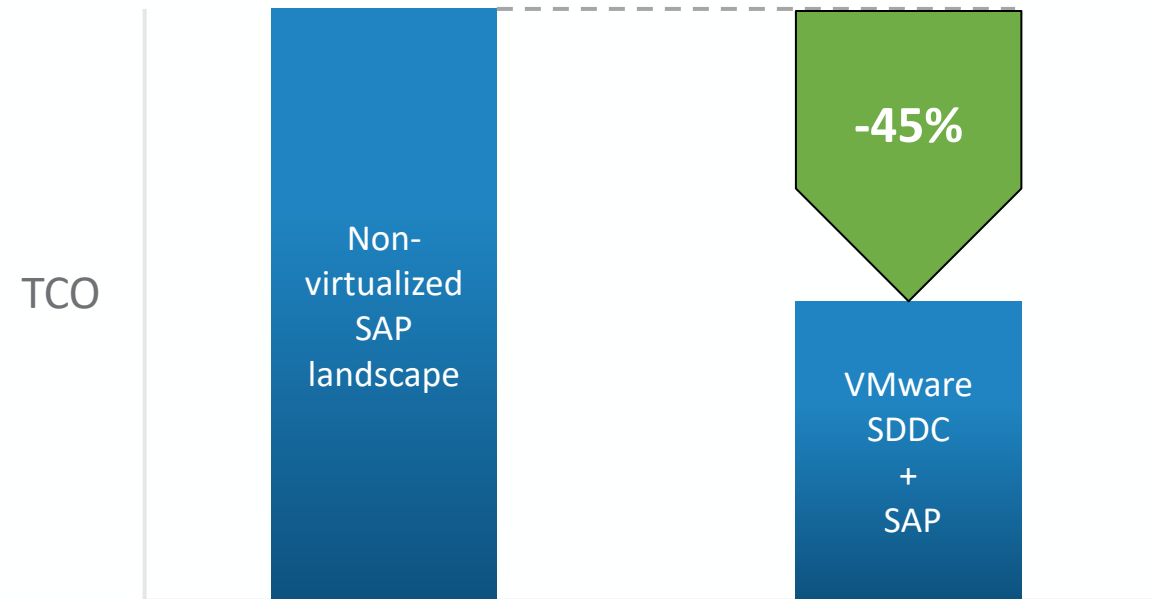 TCO
Non-
virtualized
SAP
landscape
-45%
VMware
SDDC
+
SAP